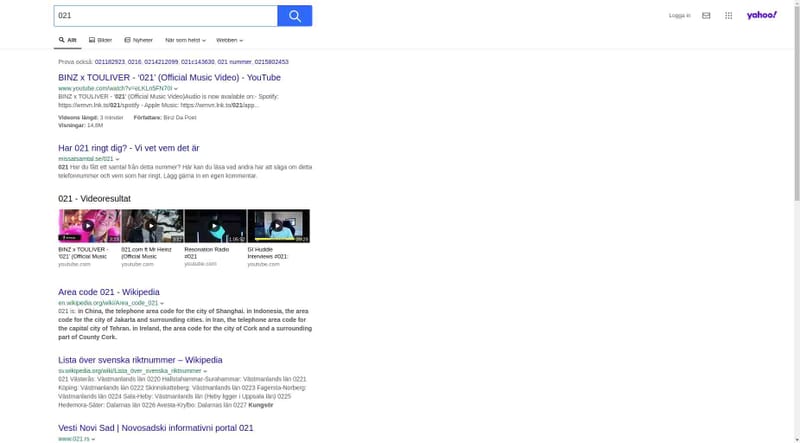 021
Logga in
yahoo!
Allt
Bilder
Nyheter
När som helst
Webben
Prova också: 021182923, 0216, 0214212099, 021c143630, 021 nummer, 0215802453
BINZ x TOULIVER - '021' (Official Music Video) - YouTube
www.youtube.com/watch?v=eLKLn5FN70I
BINZ x TOULIVER - '021' (Official Music Video)Audio is now available on:- Spotify:
https://wmvn.lnk.to/021/spotify - Apple Music: https://wmvn.lnk.to/021/app...
Videons längd: 3 minuter Författare: Binz Da Poet
Visningar: 14,6M
Har 021 ringt dig? - Vi vet vem det är
missatsamtal.se/021
021 Har du fått ett samtal från detta nummer? Här kan du läsa vad andra har att säga om detta
telefonnummer och vem som har ringt. Lägg gärna in en egen kommentar.
021 - Videoresultat
BINZ x TOULIVER -
'021' (Official Music
youtube.com
021.com ft Mr Heinz
(Official Music
youtube.com
Resonation Radio
#021
youtube.com
GI Huddle
Interviews #021:
youtube.com
Area code 021 - Wikipedia
en.wikipedia.org/wiki/Area_code_021
021 is: in China, the telephone area code for the city of Shanghai. in Indonesia, the area
code for the city of Jakarta and surrounding cities. in Iran, the telephone area code for
the capital city of Tehran. in Ireland, the area code for the city of Cork and a surrounding
part of County Cork.
Lista över svenska riktnummer – Wikipedia
sv.wikipedia.org/wiki/Lista_över_svenska_riktnummer
021 Västerås: Västmanlands län 0220 Hallstahammar-Surahammar: Västmanlands län 0221
Köping: Västmanlands län 0222 Skinnskatteberg: Västmanlands län 0223 Fagersta-Norberg:
Västmanlands län 0224 Sala-Heby: Västmanlands län (Heby ligger i Uppsala län) 0225
Hedemora-Säter: Dalarnas län 0226 Avesta-Krylbo: Dalarnas län 0227 Kungsör
Vesti Novi Sad | Novosadski informativni portal 021
www.021.rs